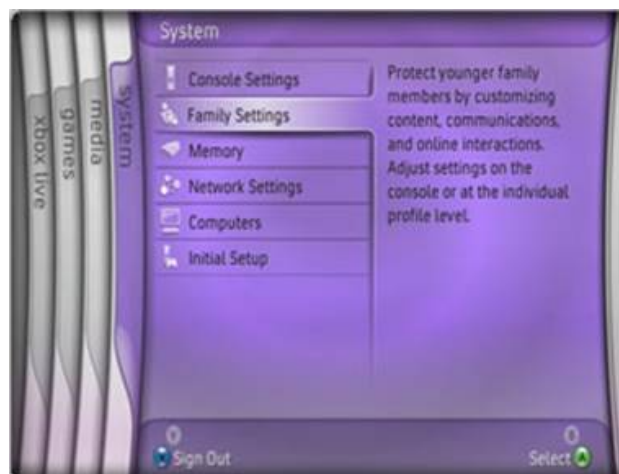 System
xbox live
games
media
system
Console Settings
Family Settings
Memory
Network Settings
Computers
Initial Setup
Protect younger family
members by customizing
content, communications,
and online interactions.
Adjust settings on the
console or at the individual
profile level.
Y
X Sign Out
B
Select A